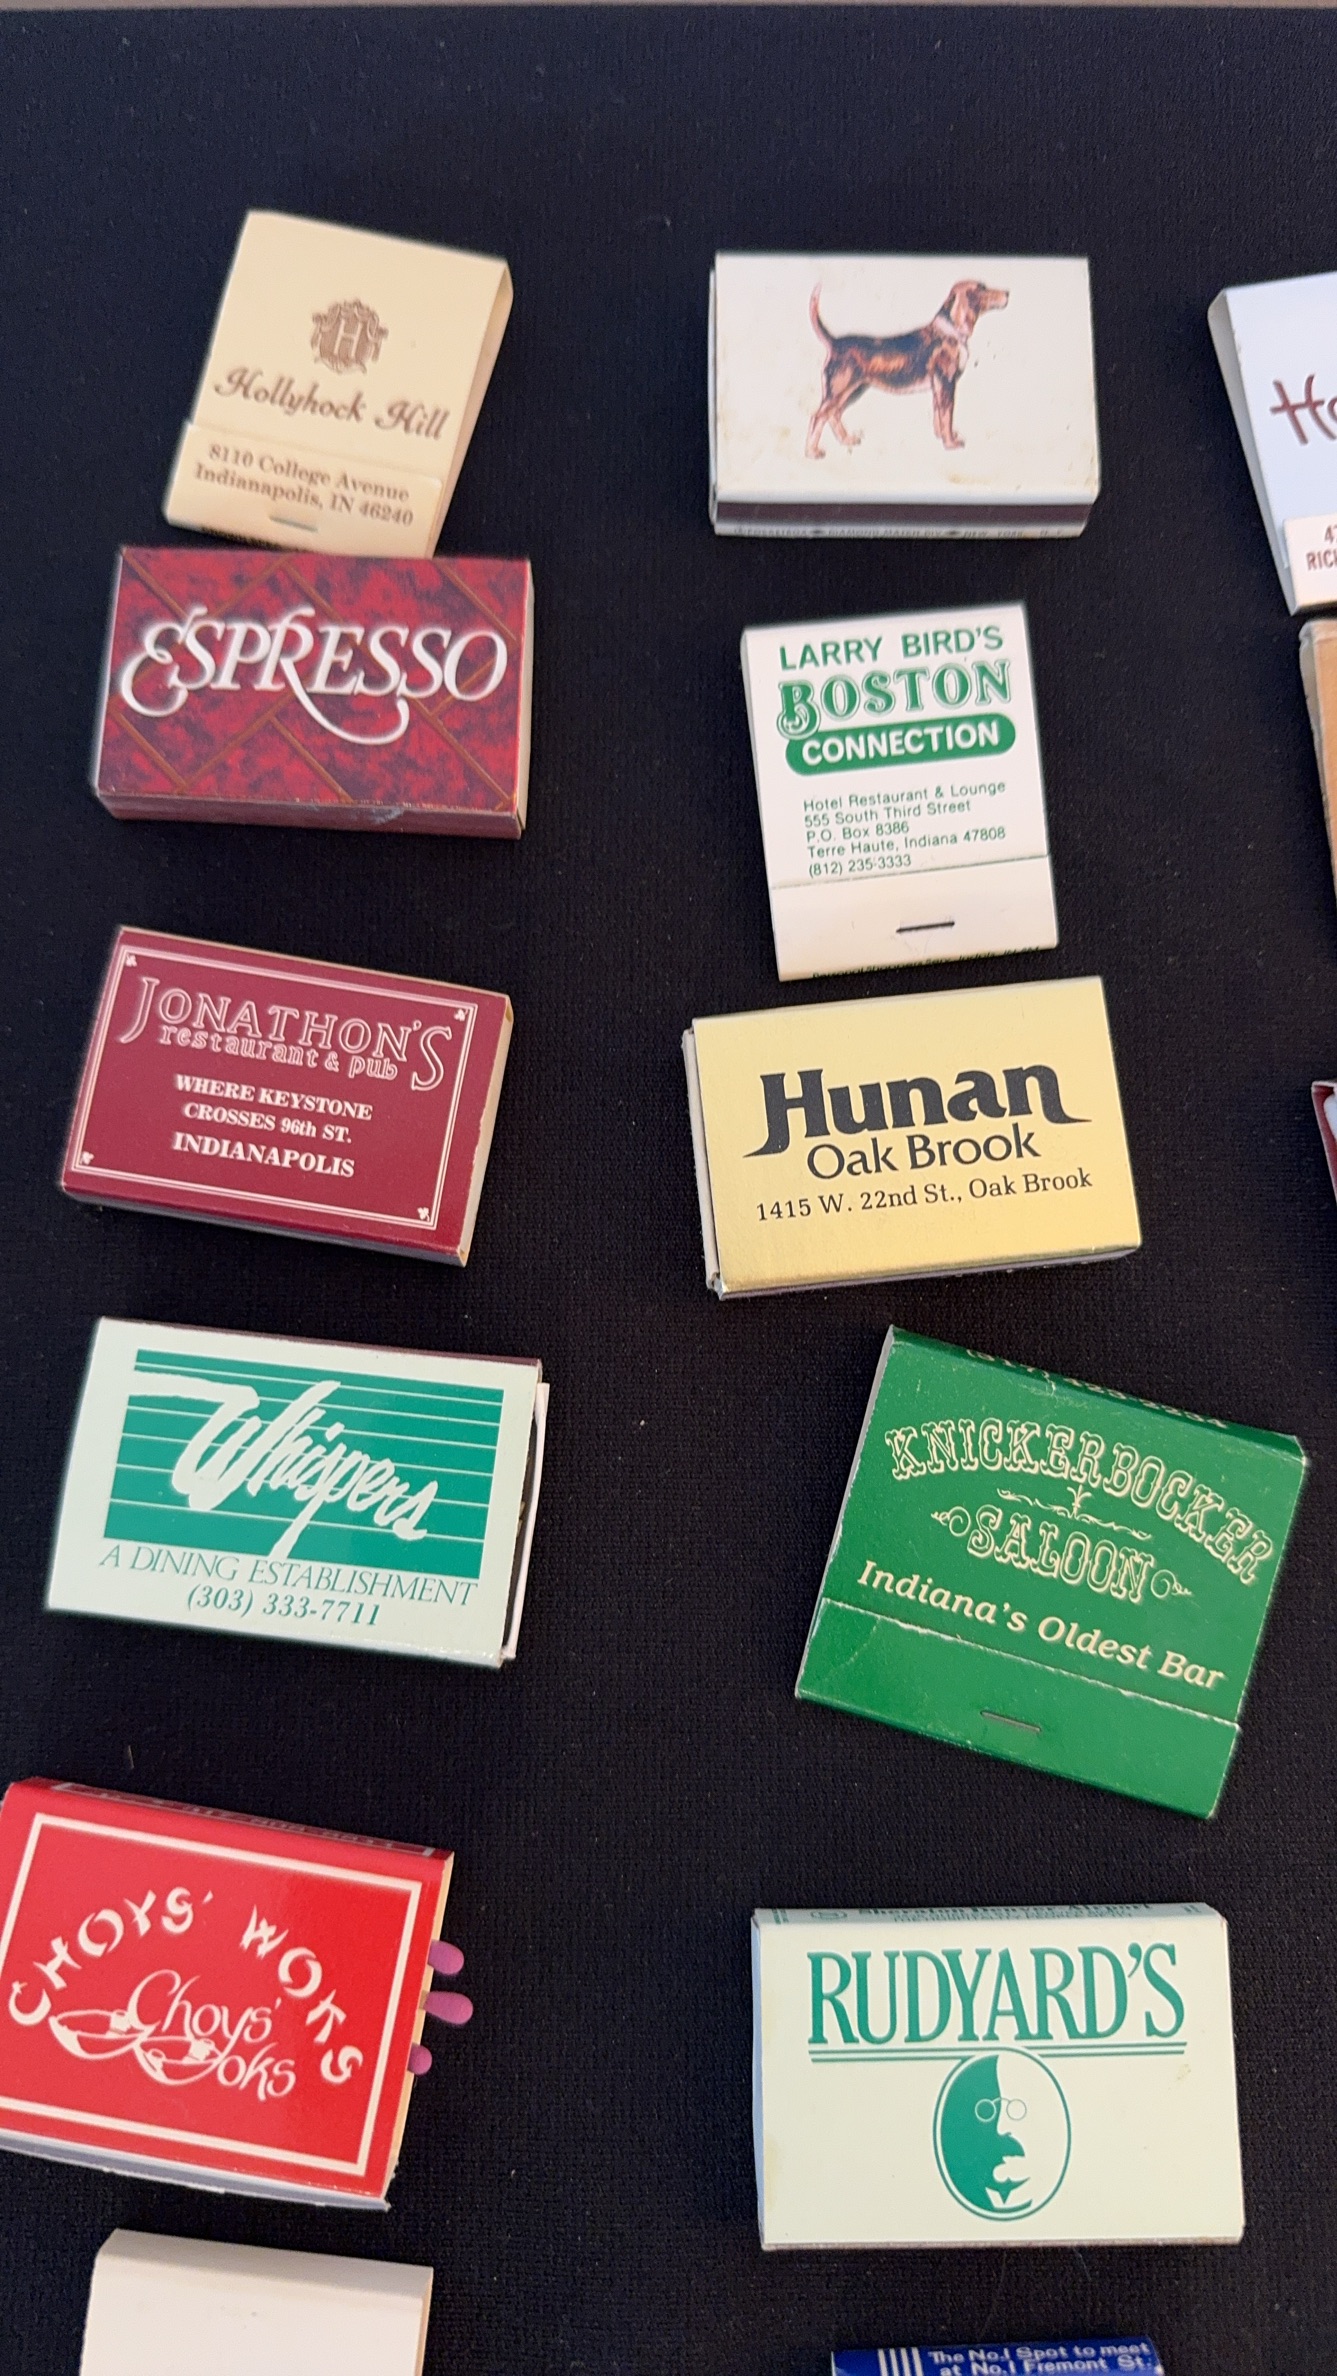 H
Hollyhock Hill
8110 College Avenue
Indianapolis, IN 46240
ESPRESSO
LARRY BIRD'S
BOSTON
CONNECTION
Hotel Restaurant & Lounge
555 South Third Street
P.O. Box 8386
Terre Haute, Indiana 47808
(812) 235-3333
JONATHON'S
restaurant & pub
WHERE KEYSTONE
CROSSES 96th ST.
INDIANAPOLIS
Hunan
Oak Brook
1415 W. 22nd St., Oak Brook
Whispers
A DINING ESTABLISHMENT
(303) 333-7711
KNICKERBOCKER
SALOON
Indiana's Oldest Bar
CHOYS' WOKS
Choys'
Woks
Sheraton Denver Airport
RUDYARD'S
The No.1 Spot to meet
at No.1 Fremont St.